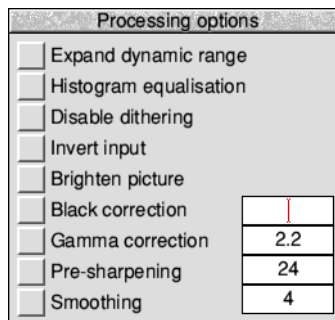 Processing options
Expand dynamic range
Histogram equalisation
Disable dithering
Invert input
Brighten picture
Black correction
Gamma correction 2.2
Pre-sharpening 24
Smoothing 4